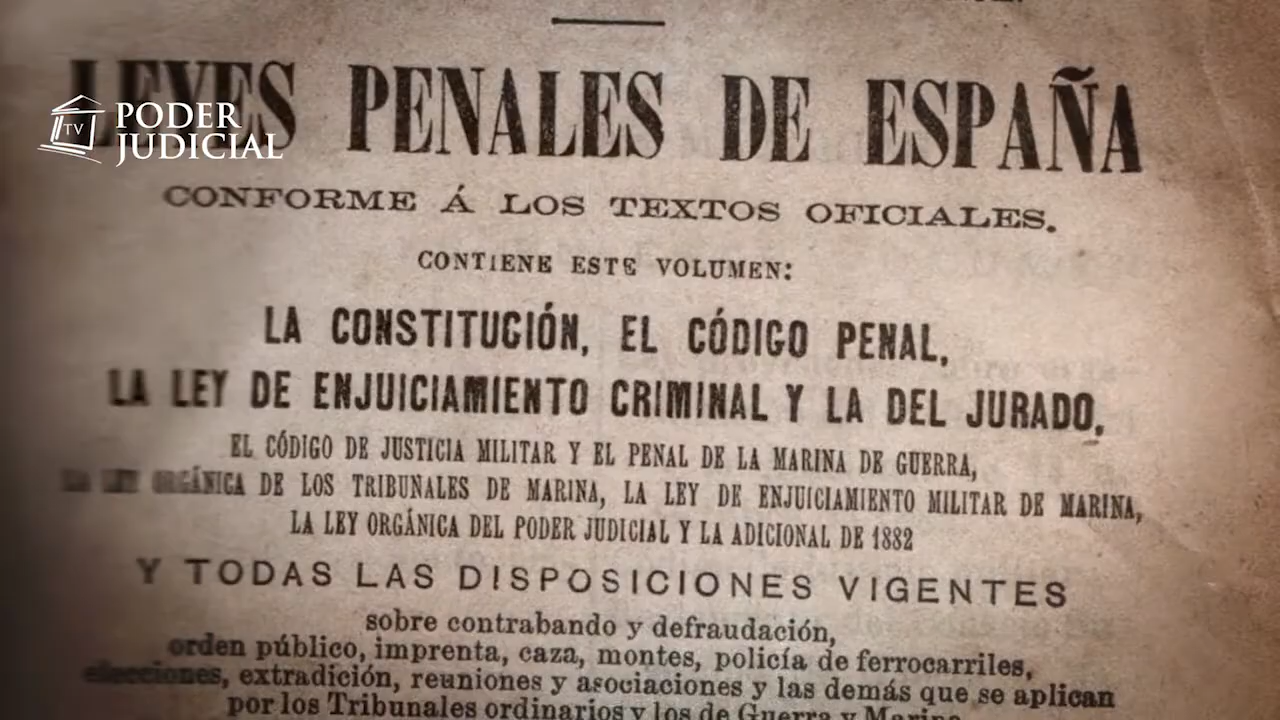 LEYES PENALES DE ESPAÑA
TV
PODER
JUDICIAL
CONFORME Á LOS TEXTOS OFICIALES.
CONTIENE ESTE VOLUMEN:
LA CONSTITUCIÓN, EL CÓDIGO PENAL,
LA LEY DE ENJUICIAMIENTO CRIMINAL Y LA DEL JURADO,
EL CÓDIGO DE JUSTICIA MILITAR Y EL PENAL DE LA MARINA DE GUERRA,
LA LEY ORGÁNICA DE LOS TRIBUNALES DE MARINA, LA LEY DE ENJUICIAMIENTO MILITAR DE MARINA,
LA LEY ORGÁNICA DEL PODER JUDICIAL Y LA ADICIONAL DE 1882
Y TODAS LAS DISPOSICIONES VIGENTES
sobre contrabando y defraudación,
orden público, imprenta, caza, montes, policía de ferrocarriles,
elecciones, extradición, reuniones y asociaciones y las demás que se aplican
por los Tribunales ordinarios y los de Guerra y Marina